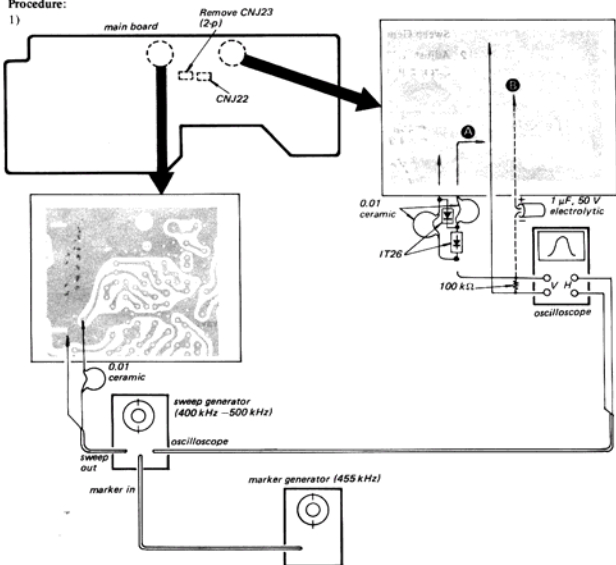 Procedure:
1)
main board
Remove CNJ23
(2-p)
CNJ22
A
B
0.01
ceramic
1 μF, 50 V
electrolytic
IT26
100 kΩ
V H
oscilloscope
0.01
ceramic
sweep generator
(400 kHz –500 kHz)
sweep
out
oscilloscope
marker in
marker generator (455 kHz)